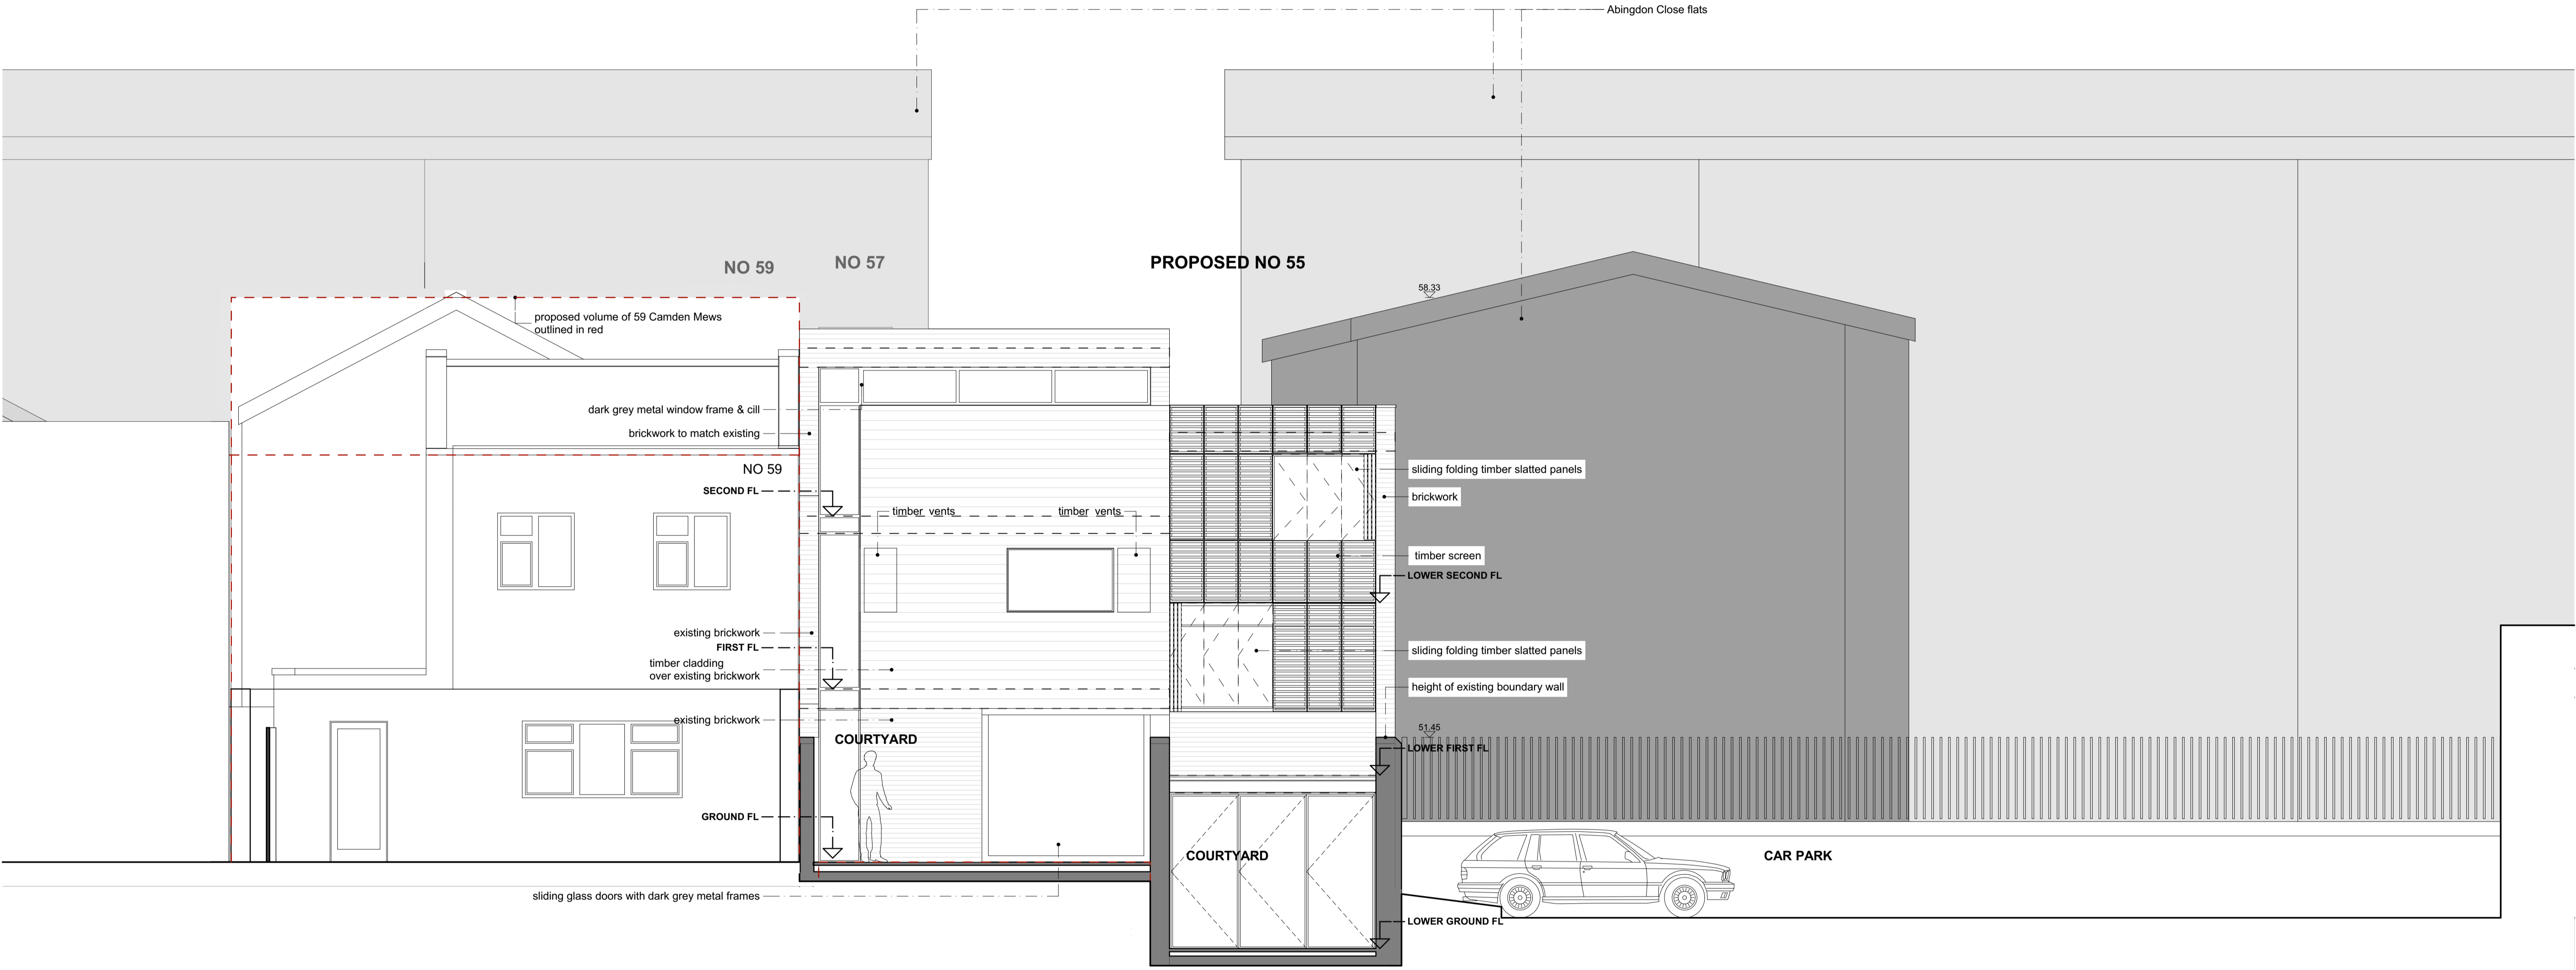 Abingdon Close flats
NO 59
NO 57
PROPOSED NO 55
58.33
proposed volume of 59 Camden Mews
outlined in red
dark grey metal window frame & cill
brickwork to match existing
NO 59
SECOND FL
timber vents
timber vents
sliding folding timber slatted panels
brickwork
timber screen
LOWER SECOND FL
existing brickwork
FIRST FL
timber cladding
over existing brickwork
sliding folding timber slatted panels
height of existing boundary wall
existing brickwork
COURTYARD
51.45
LOWER FIRST FL
GROUND FL
COURTYARD
CAR PARK
sliding glass doors with dark grey metal frames
LOWER GROUND FL